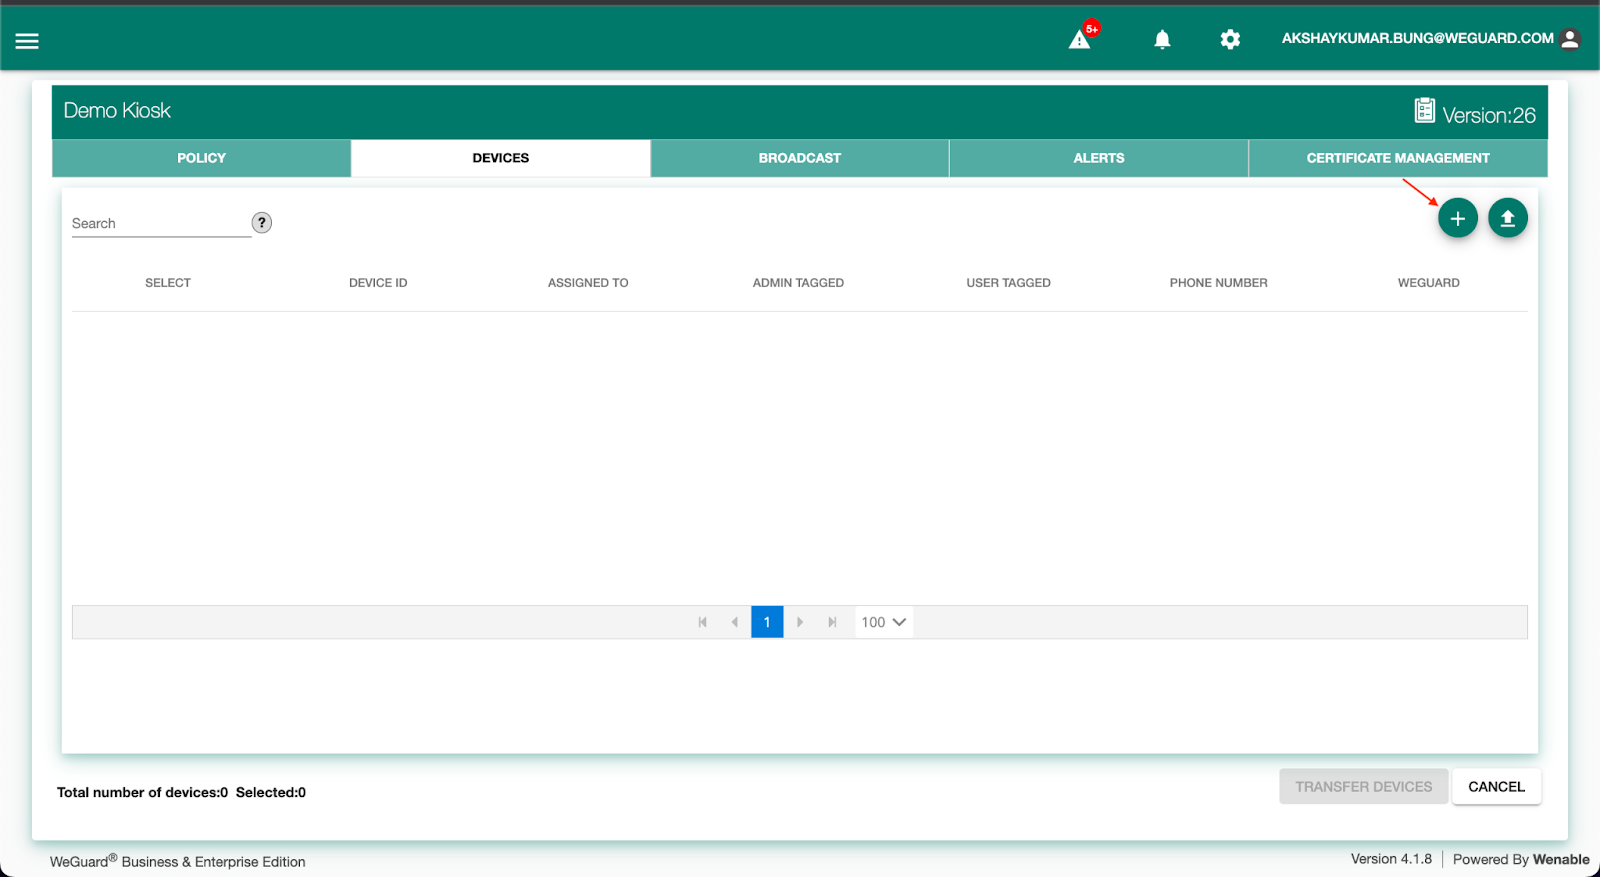 5+
AKSHAYKUMAR.BUNG@WEGUARD.COM
Demo Kiosk
Version:26
POLICY
DEVICES
BROADCAST
ALERTS
CERTIFICATE MANAGEMENT
Search
?
SELECT
DEVICE ID
ASSIGNED TO
ADMIN TAGGED
USER TAGGED
PHONE NUMBER
WEGUARD
1
100
Total number of devices:0 Selected:0
TRANSFER DEVICES
CANCEL
WeGuard® Business & Enterprise Edition
Version 4.1.8
Powered By Wenable